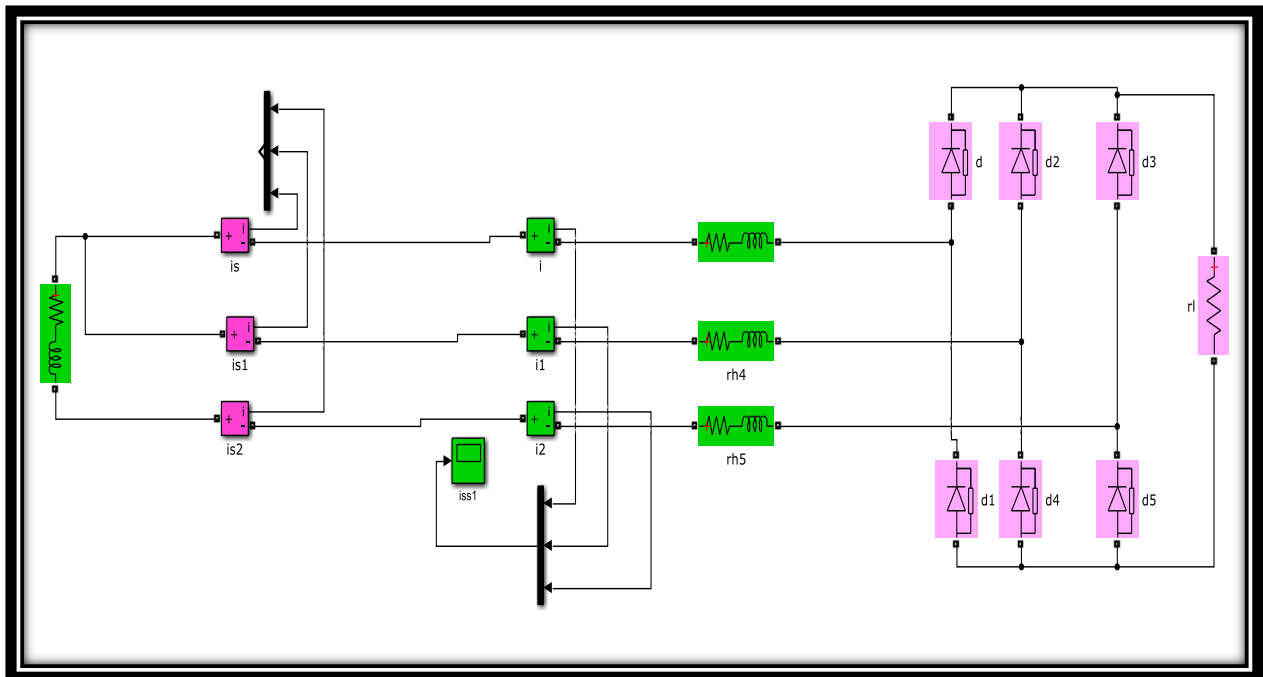 d
d2
d3
+
i
-
is
+
i
-
i
+
+
rl
+
i
-
is1
+
i
-
i1
+
rh4
+
i
-
is2
+
i
-
i2
+
rh5
iss1
d1
d4
d5